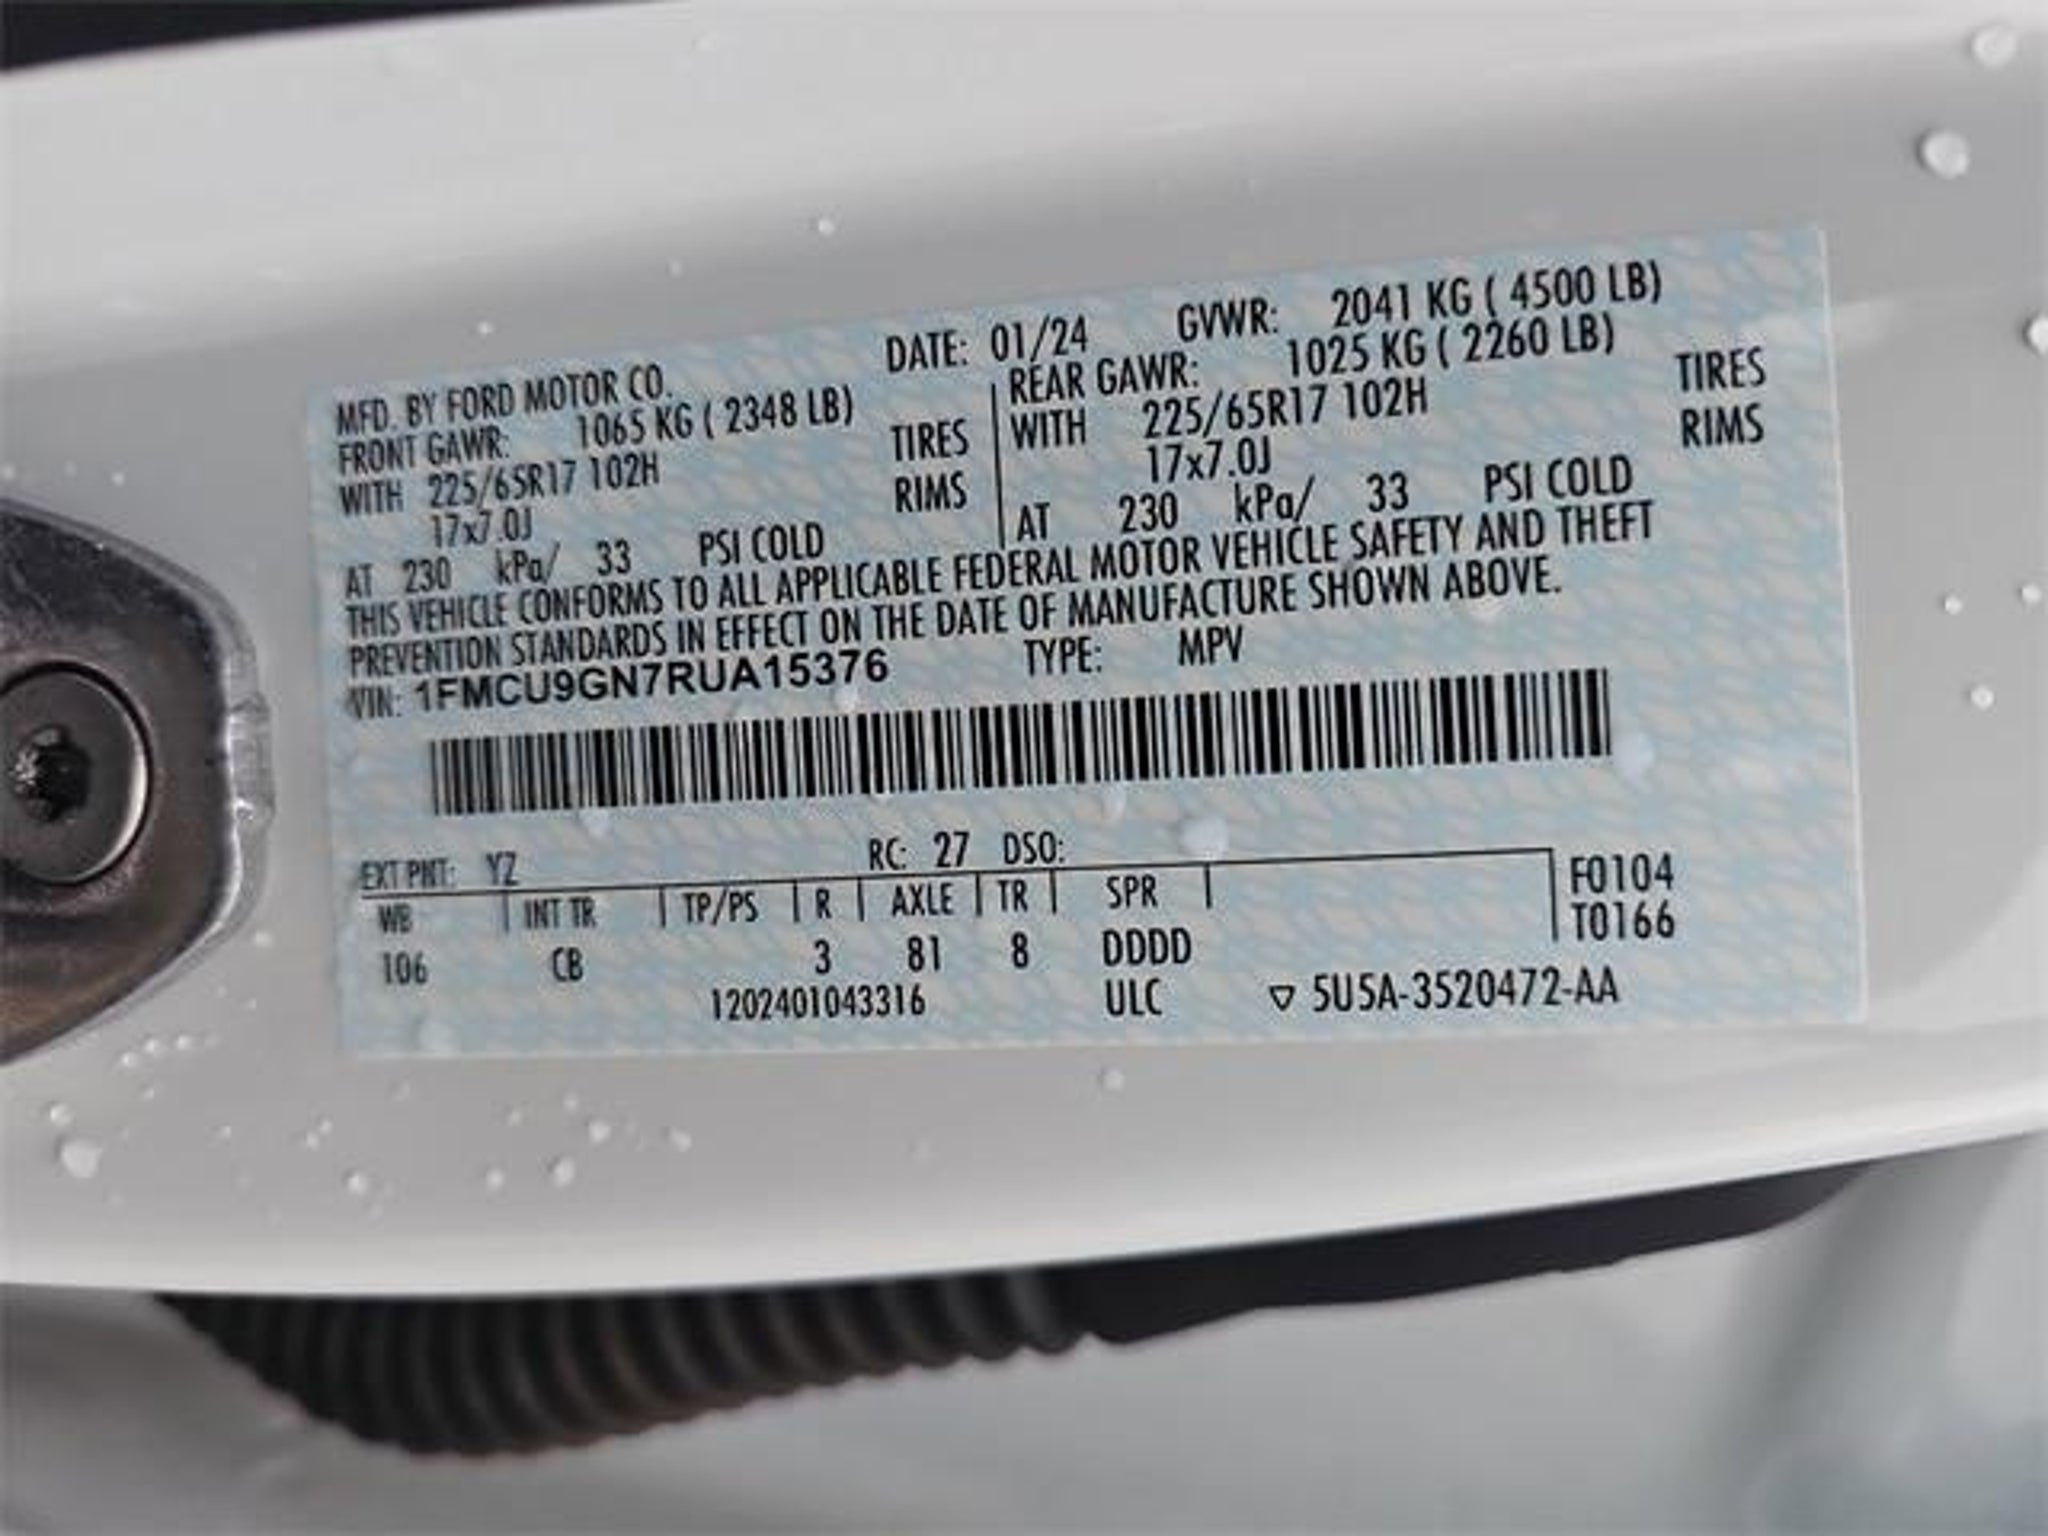 MFD. BY FORD MOTOR CO. DATE: 01/24 GVWR: 2041 KG ( 4500 LB)
FRONT GAWR: 1065 KG ( 2348 LB) REAR GAWR: 1025 KG ( 2260 LB)
WITH 225/65R17 102H TIRES WITH 225/65R17 102H TIRES
17x7.0J RIMS 17x7.0J RIMS
AT 230 kPa/ 33 PSI COLD AT 230 kPa/ 33 PSI COLD
THIS VEHICLE CONFORMS TO ALL APPLICABLE FEDERAL MOTOR VEHICLE SAFETY AND THEFT
PREVENTION STANDARDS IN EFFECT ON THE DATE OF MANUFACTURE SHOWN ABOVE.
VIN: 1FMCU9GN7RUA15376 TYPE: MPV
EXT PNT: YZ RC: 27 DSO:
WB INT TR TP/PS R AXLE TR SPR F0104
T0166
106 CB 3 81 8 DDDD
1202401043316 ULC ▽ 5U5A-3520472-AA